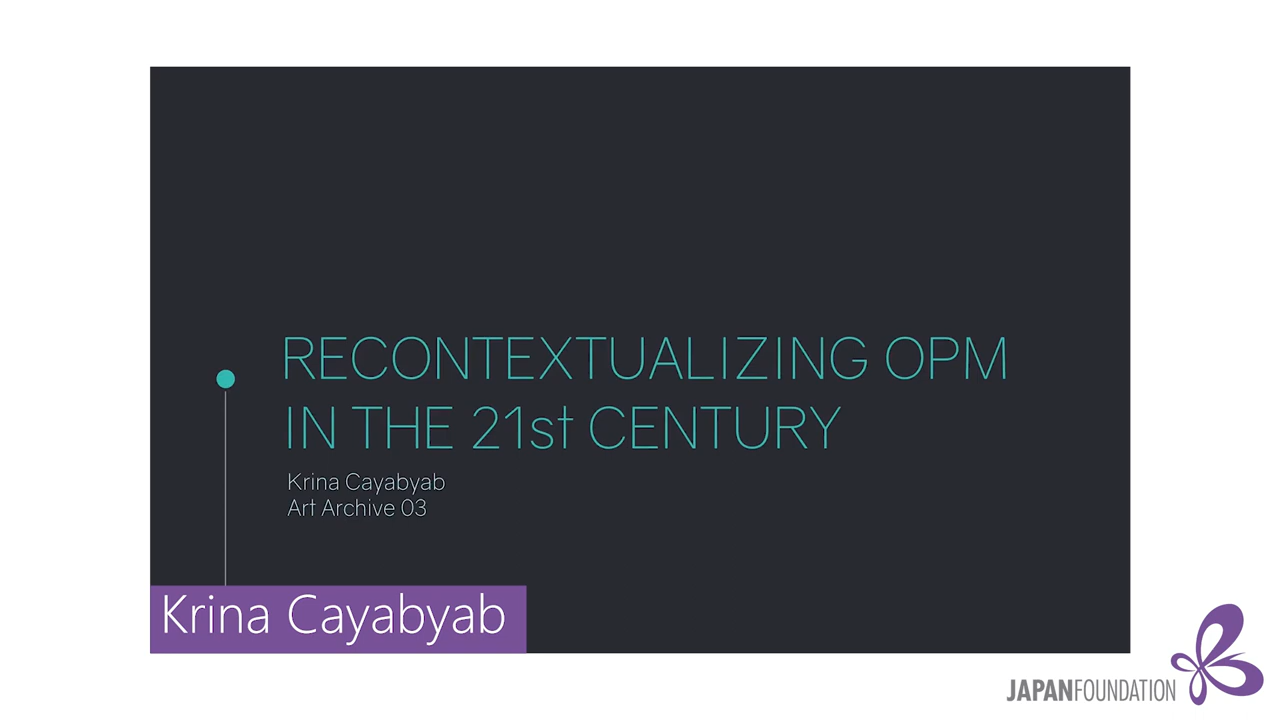 RECONTEXTUALIZING OPM
IN THE 21st CENTURY
Krina Cayabyab
Art Archive 03
Krina Cayabyab
JAPANFOUNDATION